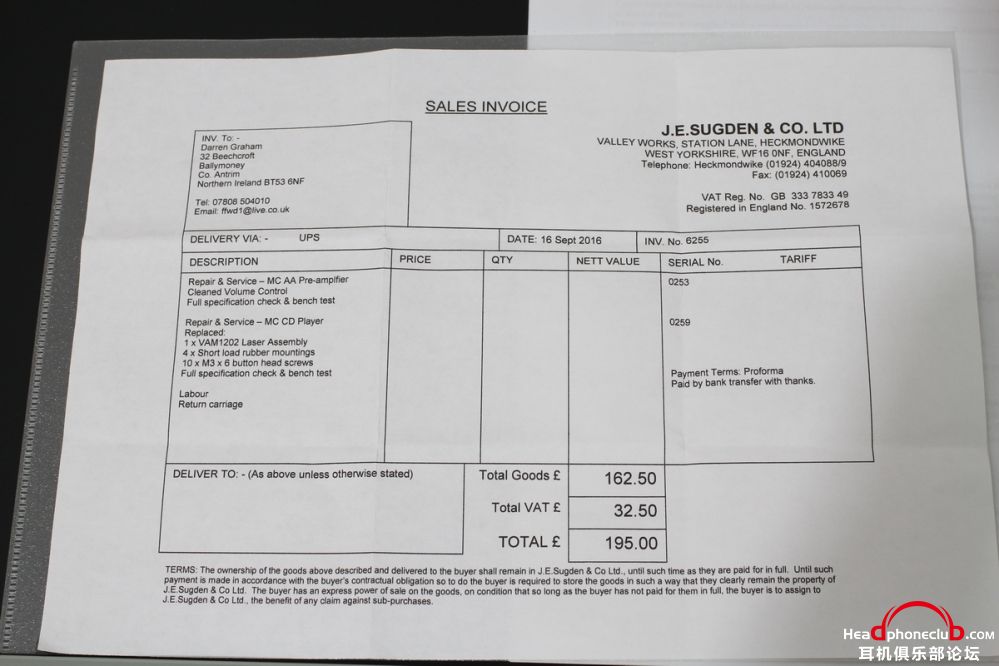 SALES INVOICE
INV. To: -
Darren Graham
32 Beechcroft
Ballymoney
Co. Antrim
Northern Ireland BT53 6NF
Tel: 07808 504010
Email: ffwd1@live.co.uk
J.E.SUGDEN & CO. LTD
VALLEY WORKS, STATION LANE, HECKMONDWIKE
WEST YORKSHIRE, WF16 0NF, ENGLAND
Telephone: Heckmondwike (01924) 404088/9
Fax: (01924) 410069
VAT Reg. No. GB 333 7833 49
Registered in England No. 1572678
DELIVERY VIA: - UPS DATE: 16 Sept 2016 INV. No. 6255
DESCRIPTION PRICE QTY NETT VALUE SERIAL No. TARIFF
Repair & Service – MC AA Pre-amplifier 0253
Cleaned Volume Control
Full specification check & bench test
Repair & Service – MC CD Player 0259
Replaced:
1 x VAM1202 Laser Assembly
4 x Short load rubber mountings
10 x M3 x 6 button head screws
Full specification check & bench test
Payment Terms: Proforma
Paid by bank transfer with thanks.
Labour
Return carriage
DELIVER TO: - (As above unless otherwise stated)
Total Goods £ 162.50
Total VAT £ 32.50
TOTAL £ 195.00
TERMS: The ownership of the goods above described and delivered to the buyer shall remain in J.E.Sugden & Co Ltd., until such time as they are paid for in full. Until such
payment is made in accordance with the buyer's contractual obligation so to do the buyer is required to store the goods in such a way that they clearly remain the property of
J.E.Sugden & Co Ltd. The buyer has an express power of sale on the goods, on condition that so long as the buyer has not paid for them in full, the buyer is to assign to
J.E.Sugden & Co Ltd., the benefit of any claim against sub-purchases.
Headphoneclub.com
耳机俱乐部论坛